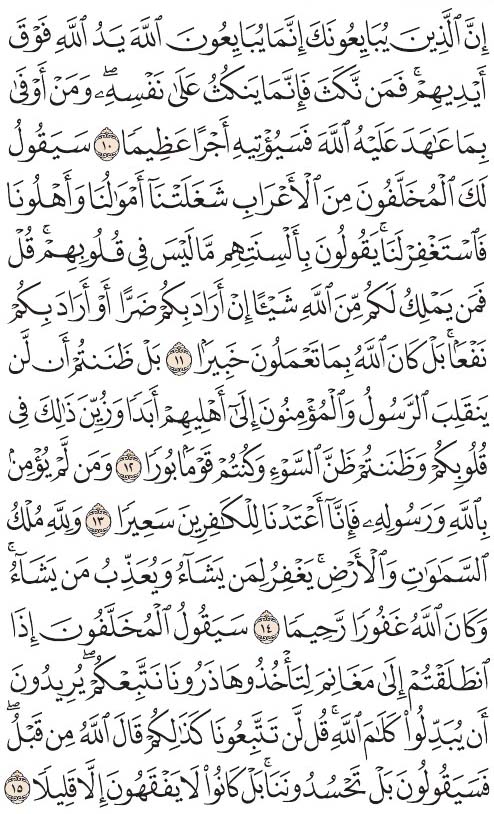 إِنَّ ٱلَّذِينَ يُبَايِعُونَكَ إِنَّمَا يُبَايِعُونَ ٱللَّهَ يَدُ ٱللَّهِ فَوْقَ
أَيْدِيهِمْۚ فَمَن نَّكَثَ فَإِنَّمَا يَنكُثُ عَلَىٰ نَفْسِهِۦۖ وَمَنْ أَوْفَىٰ
بِمَا عَٰهَدَ عَلَيْهُ ٱللَّهَ فَسَيُؤْتِيهِ أَجْرًا عَظِيمًا ١٠ سَيَقُولُ
لَكَ ٱلْمُخَلَّفُونَ مِنَ ٱلْأَعْرَابِ شَغَلَتْنَآ أَمْوَٰلُنَا وَأَهْلُونَا
فَٱسْتَغْفِرْ لَنَاۚ يَقُولُونَ بِأَلْسِنَتِهِم مَّا لَيْسَ فِى قُلُوبِهِمْۚ قُلْ
فَمَن يَمْلِكُ لَكُم مِّنَ ٱللَّهِ شَيْـًٔا إِنْ أَرَادَ بِكُمْ ضَرًّا أَوْ أَرَادَ بِكُمْ
نَفْعًۢاۚ بَلْ كَانَ ٱللَّهُ بِمَا تَعْمَلُونَ خَبِيرًۢا ١١ بَلْ ظَنَنتُمْ أَن لَّن
يَنقَلِبَ ٱلرَّسُولُ وَٱلْمُؤْمِنُونَ إِلَىٰٓ أَهْلِيهِمْ أَبَدًا وَزُيِّنَ ذَٰلِكَ فِى
قُلُوبِكُمْ وَظَنَنتُمْ ظَنَّ ٱلسَّوْءِ وَكُنتُمْ قَوْمًۢا بُورًا ١٢ وَمَن لَّمْ يُؤْمِنۢ
بِٱللَّهِ وَرَسُولِهِۦ فَإِنَّآ أَعْتَدْنَا لِلْكَٰفِرِينَ سَعِيرًا ١٣ وَلِلَّهِ مُلْكُ
ٱلسَّمَٰوَٰتِ وَٱلْأَرْضِۚ يَغْفِرُ لِمَن يَشَآءُ وَيُعَذِّبُ مَن يَشَآءُۚ
وَكَانَ ٱللَّهُ غَفُورًا رَّحِيمًا ١٤ سَيَقُولُ ٱلْمُخَلَّفُونَ إِذَا
ٱنطَلَقْتُمْ إِلَىٰ مَغَانِمَ لِتَأْخُذُوهَا ذَرُونَا نَتَّبِعْكُمْۖ يُرِيدُونَ
أَن يُبَدِّلُوا۟ كَلَٰمَ ٱللَّهِۚ قُل لَّن تَتَّبِعُونَا كَذَٰلِكُمْ قَالَ ٱللَّهُ مِن قَبْلُۖ
فَسَيَقُولُونَ بَلْ تَحْسُدُونَنَاۚ بَلْ كَانُوا۟ لَا يَفْقَهُونَ إِلَّا قَلِيلًا ١٥